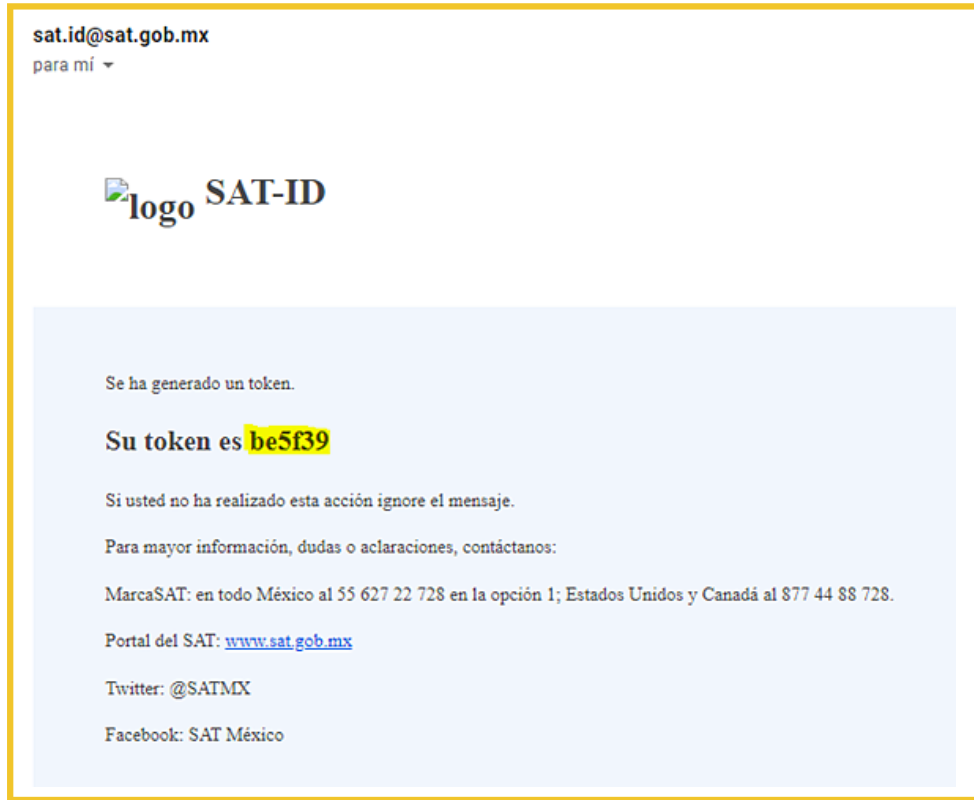 sat.id@sat.gob.mx
para mí
logo SAT-ID
Se ha generado un token.
Su token es be5f39
Si usted no ha realizado esta acción ignore el mensaje.
Para mayor información, dudas o aclaraciones, contáctanos:
MarcaSAT: en todo México al 55 627 22 728 en la opción 1; Estados Unidos y Canadá al 877 44 88 728.
Portal del SAT: www.sat.gob.mx
Twitter: @SATMX
Facebook: SAT México